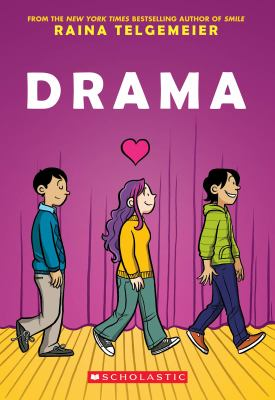 FROM THE NEW YORK TIMES BESTSELLING AUTHOR OF SMILE
RAINA TELGEMEIER
DRAMA
SCHOLASTIC